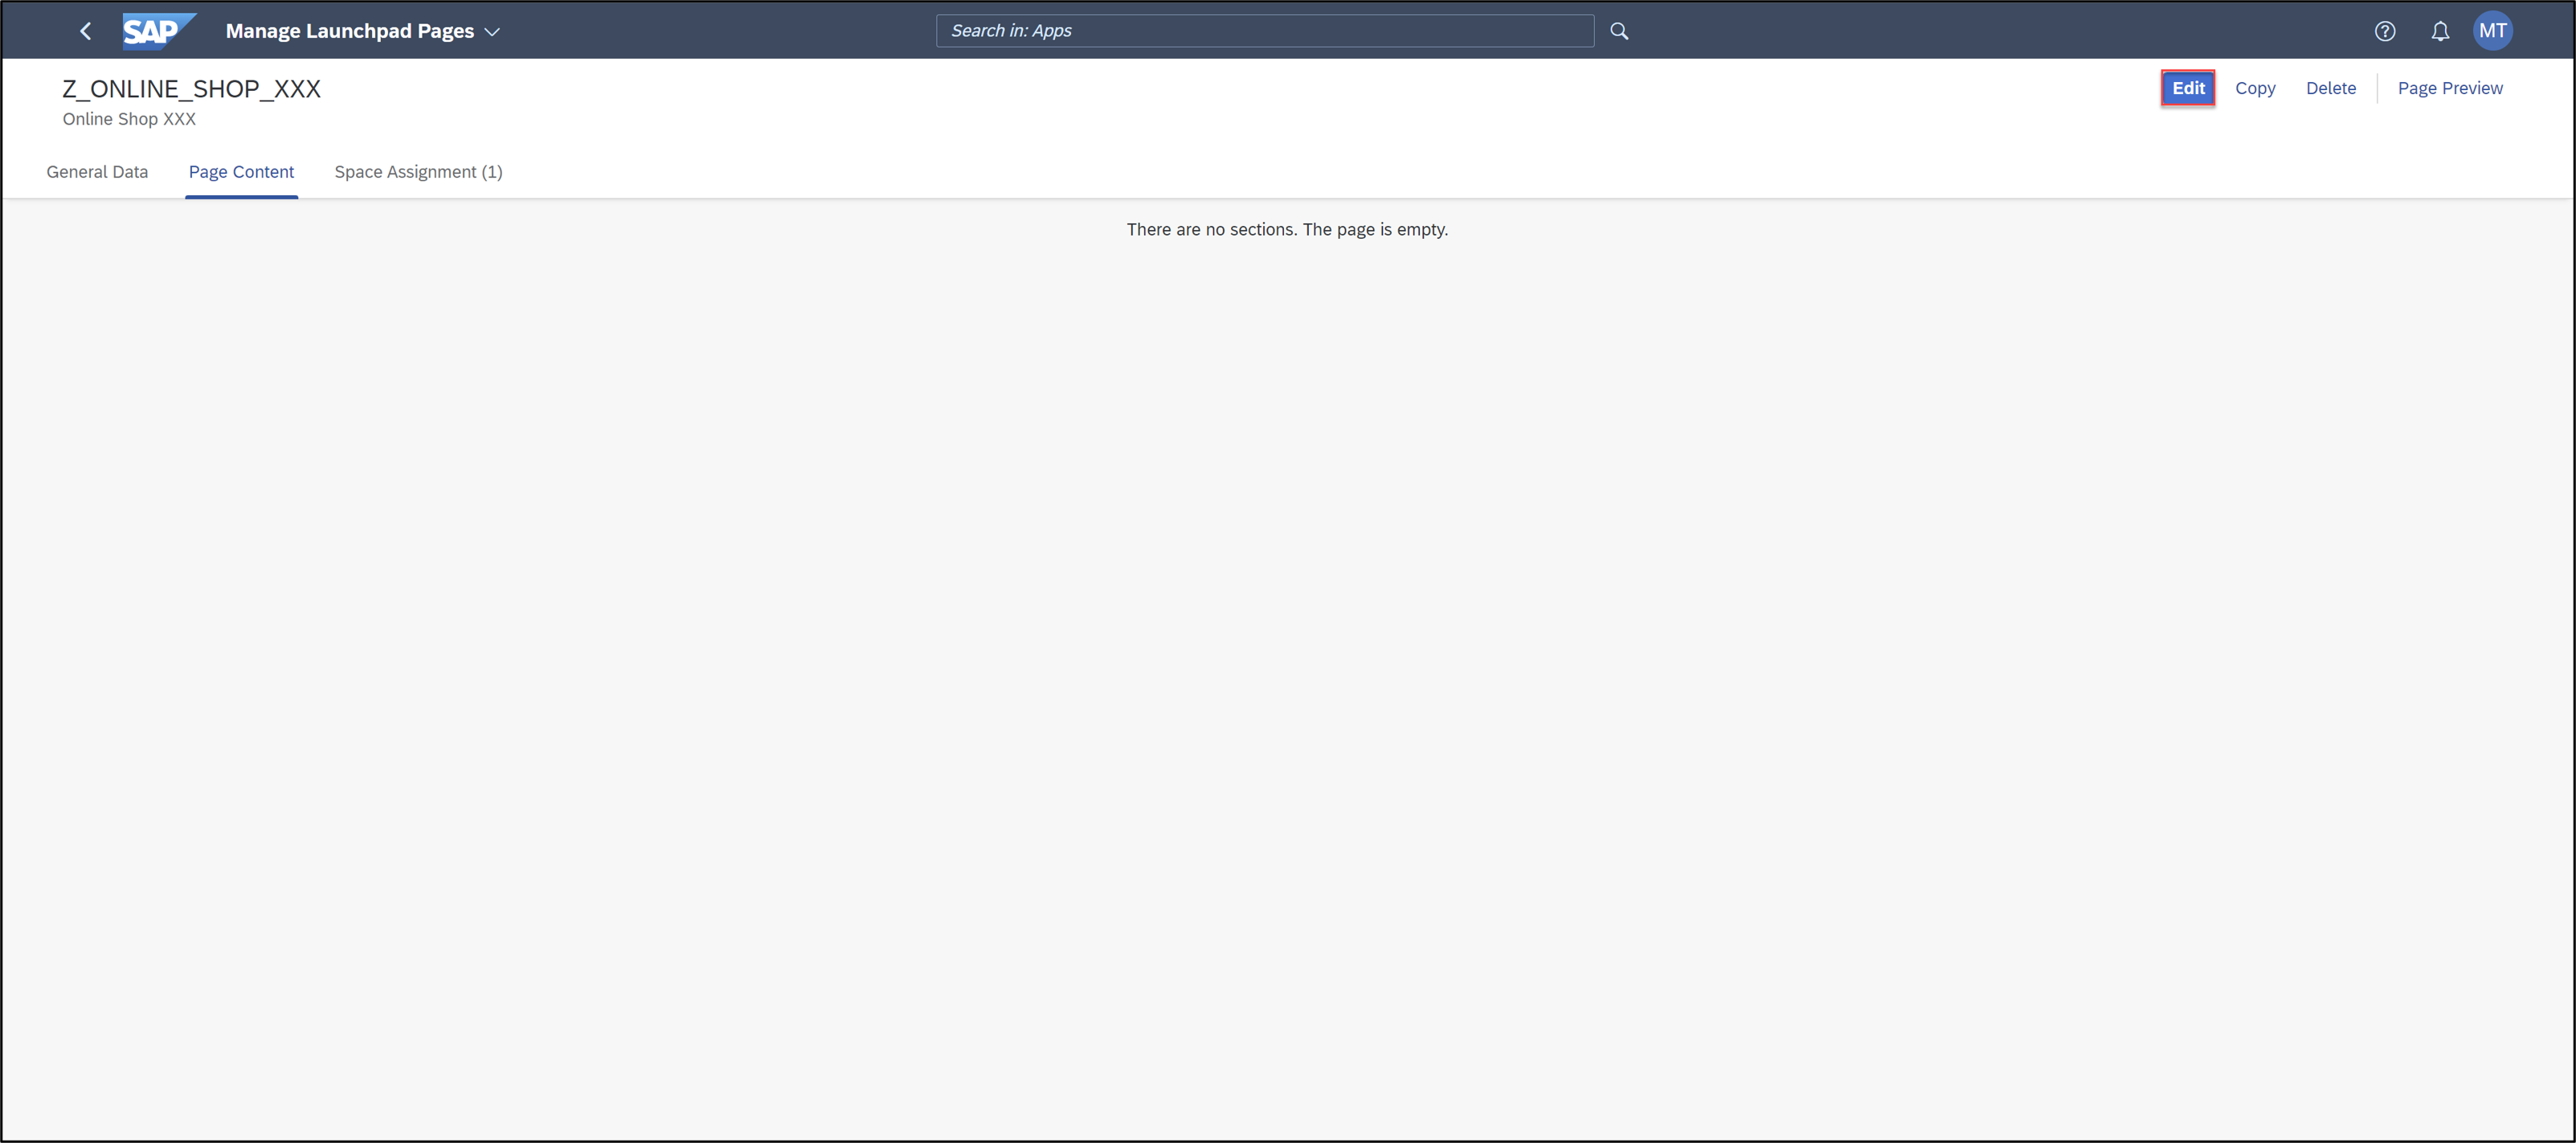 SAP Manage Launchpad Pages Search in: Apps MT
Z_ONLINE_SHOP_XXX Edit Copy Delete Page Preview
Online Shop XXX
General Data Page Content Space Assignment (1)
There are no sections. The page is empty.